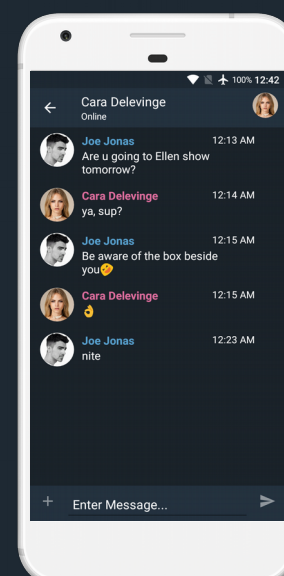 100% 12:42
Cara Delevinge
Online
Joe Jonas 12:13 AM
Are u going to Ellen show
tomorrow?
Cara Delevinge 12:14 AM
ya, sup?
Joe Jonas 12:15 AM
Be aware of the box beside
you🤣
Cara Delevinge 12:15 AM
👌
Joe Jonas 12:23 AM
nite
Enter Message...